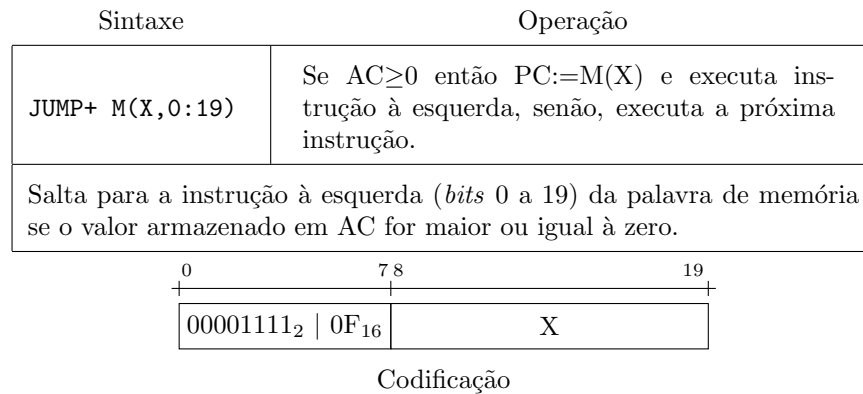 Sintaxe Operação
JUMP+ M(X,0:19)
Se AC≥0 então PC:=M(X) e executa ins-
trução à esquerda, senão, executa a próxima
instrução.
Salta para a instrução à esquerda (bits 0 a 19) da palavra de memória
se o valor armazenado em AC for maior ou igual à zero.
0 7 8 19
00001111₂ | 0F₁₆ X
Codificação